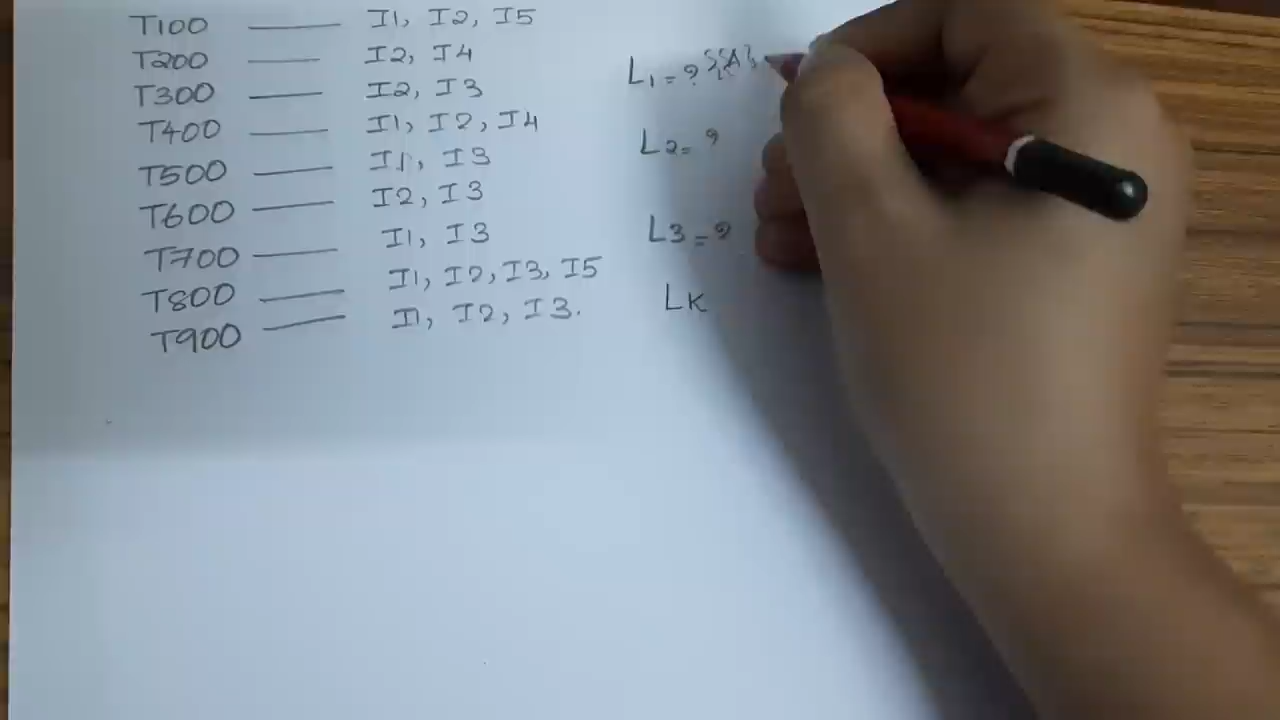 T100 —— I1, I2, I5
T200 —— I2, I4
T300 —— I2, I3
T400 —— I1, I2, I4
T500 —— I1, I3
T600 —— I2, I3
T700 —— I1, I3
T800 —— I1, I2, I3, I5
T900 —— I1, I2, I3.
L1 = ? {{A},
L2 = ?
L3 = ?
LK